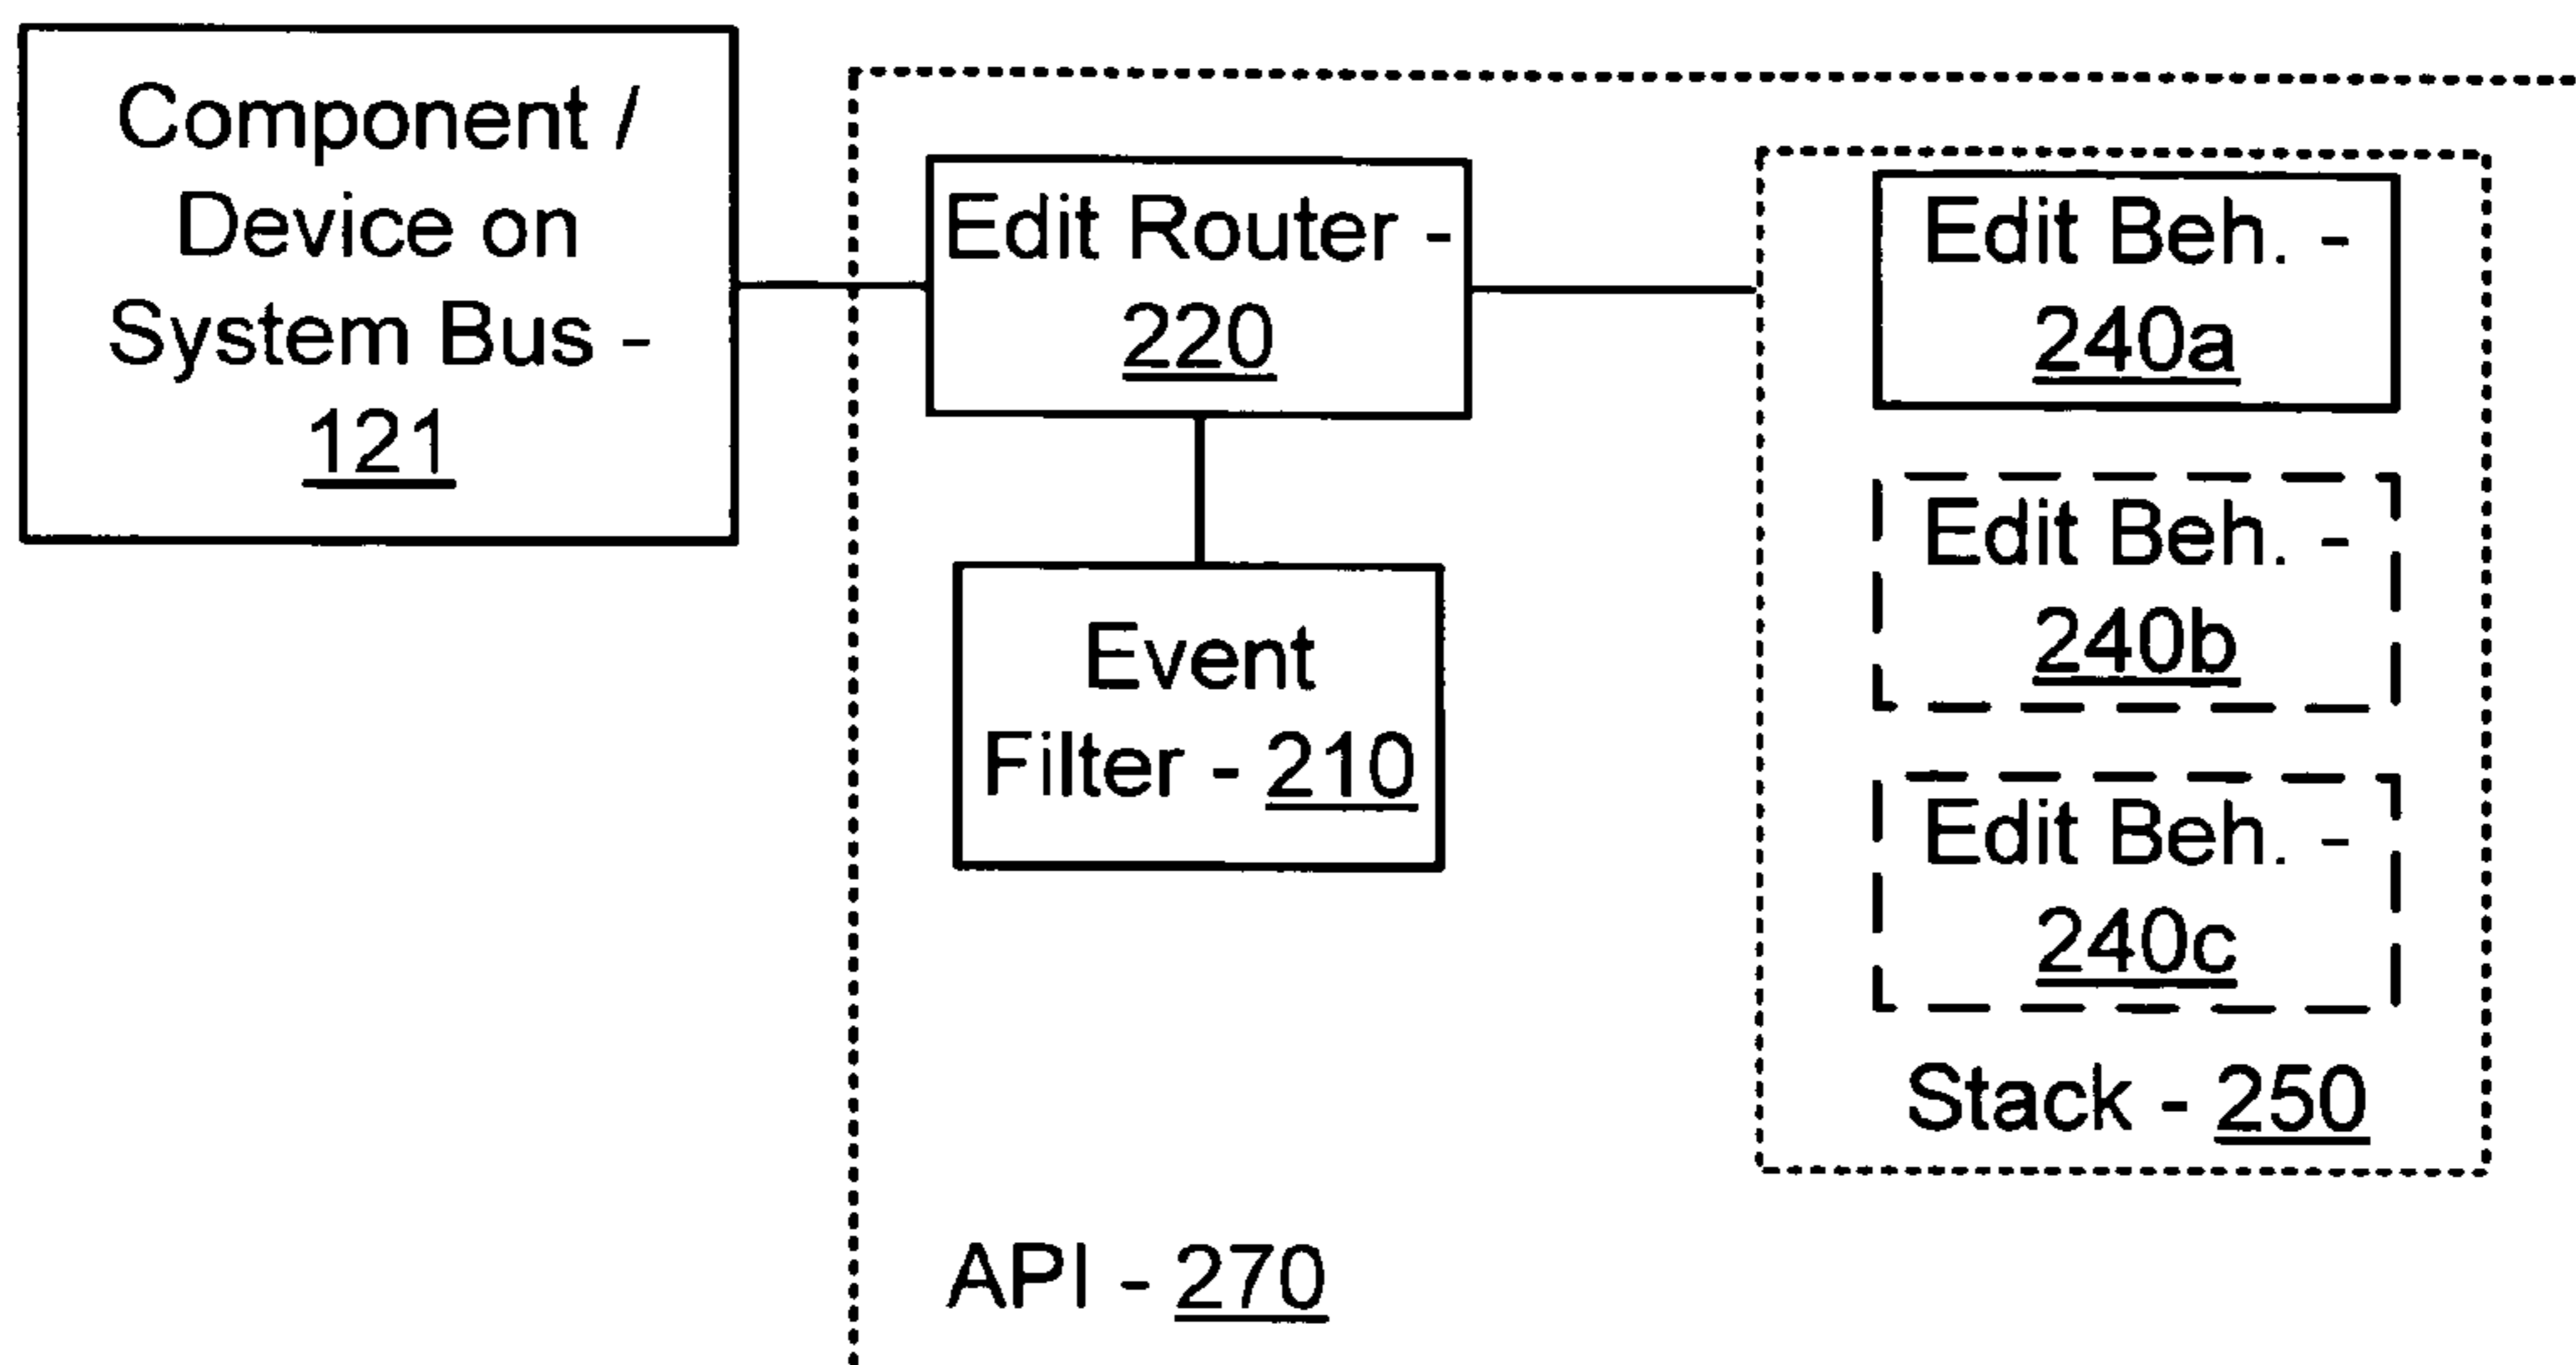 Component /
Device on
System Bus -
121
Edit Router -
220
Event
Filter - 210
Edit Beh. -
240a
Edit Beh. -
240b
Edit Beh. -
240c
Stack - 250
API - 270